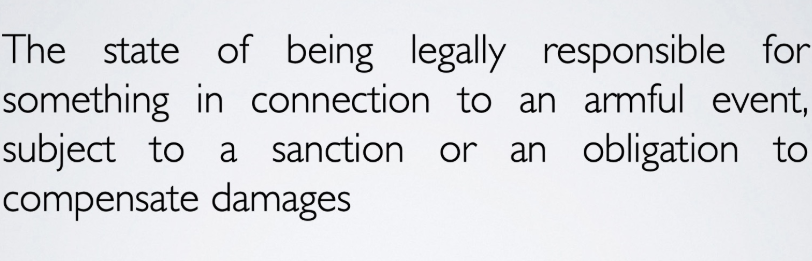 The state of being legally responsible for
something in connection to an armful event,
subject to a sanction or an obligation to
compensate damages